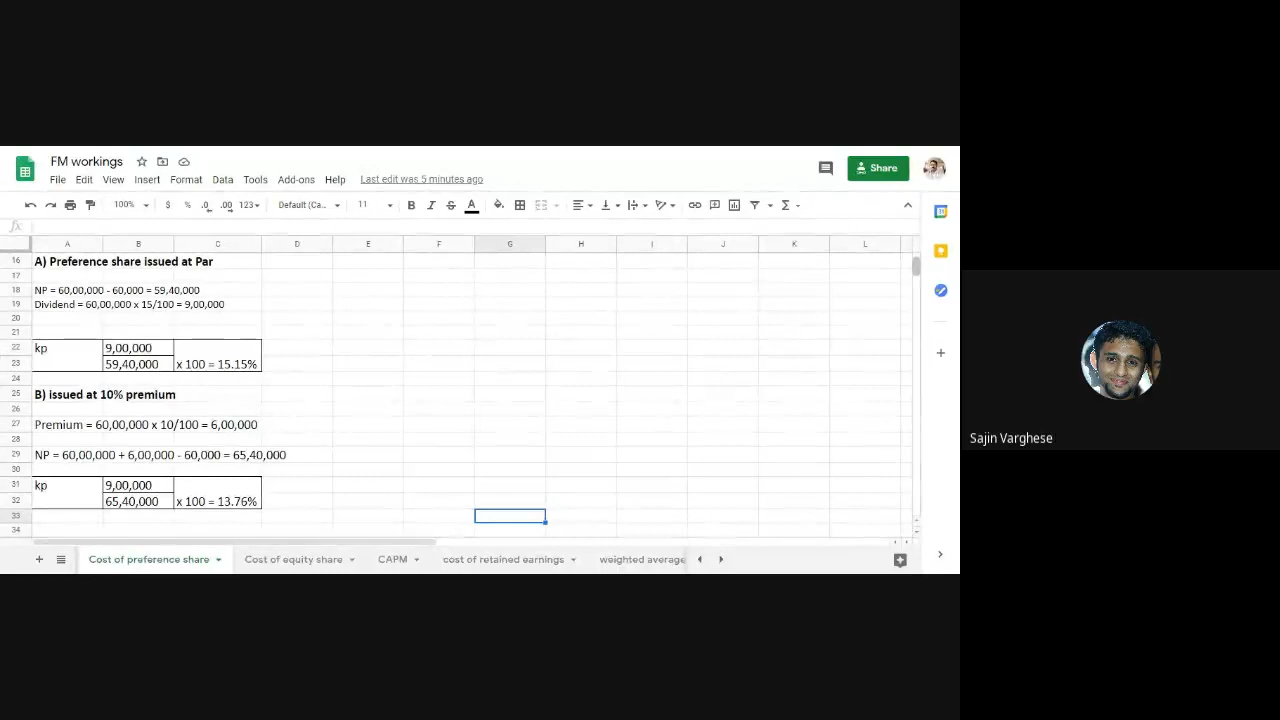 FM workings
File Edit View Insert Format Data Tools Add-ons Help Last edit was 5 minutes ago
Share
100% $ % .0 .00 123 Default (Ca... 11 B I S A
fx
A B C D E F G H I J K L
16 A) Preference share issued at Par
17
18 NP = 60,00,000 - 60,000 = 59,40,000
19 Dividend = 60,00,000 x 15/100 = 9,00,000
20
21
22 kp 9,00,000
23 59,40,000 x 100 = 15.15%
24
25 B) issued at 10% premium
26
27 Premium = 60,00,000 x 10/100 = 6,00,000
28
29 NP = 60,00,000 + 6,00,000 - 60,000 = 65,40,000
30
31 kp 9,00,000
32 65,40,000 x 100 = 13.76%
33
34
Cost of preference share Cost of equity share CAPM cost of retained earnings weighted average
Sajin Varghese